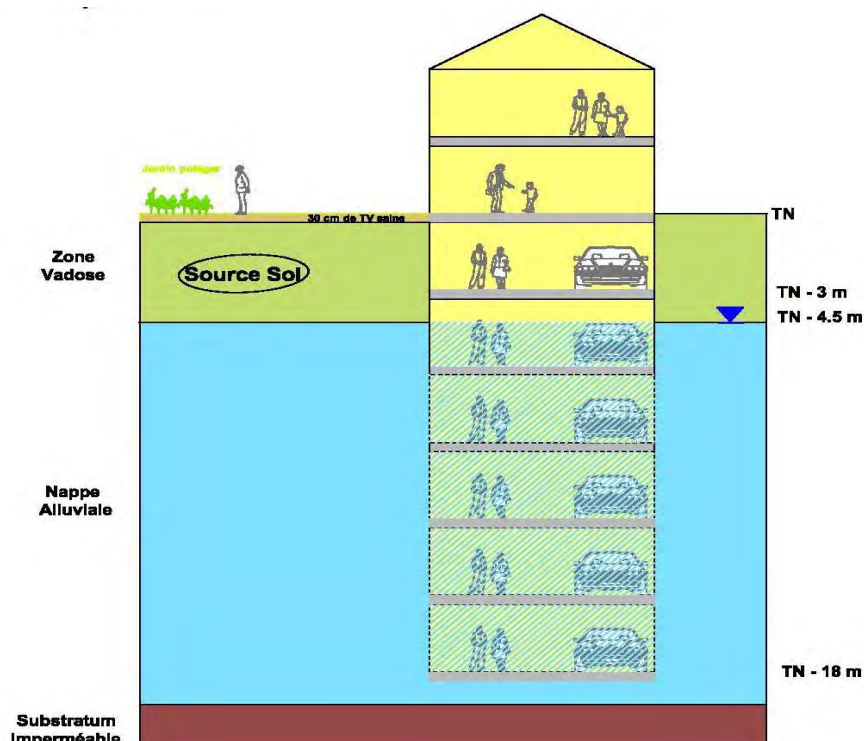 Jardin potager
30 cm de TV saine
TN
Zone
Vadose
Source Sol
TN - 3 m
TN - 4.5 m
Nappe
Alluviale
TN - 18 m
Substratum
Imperméable